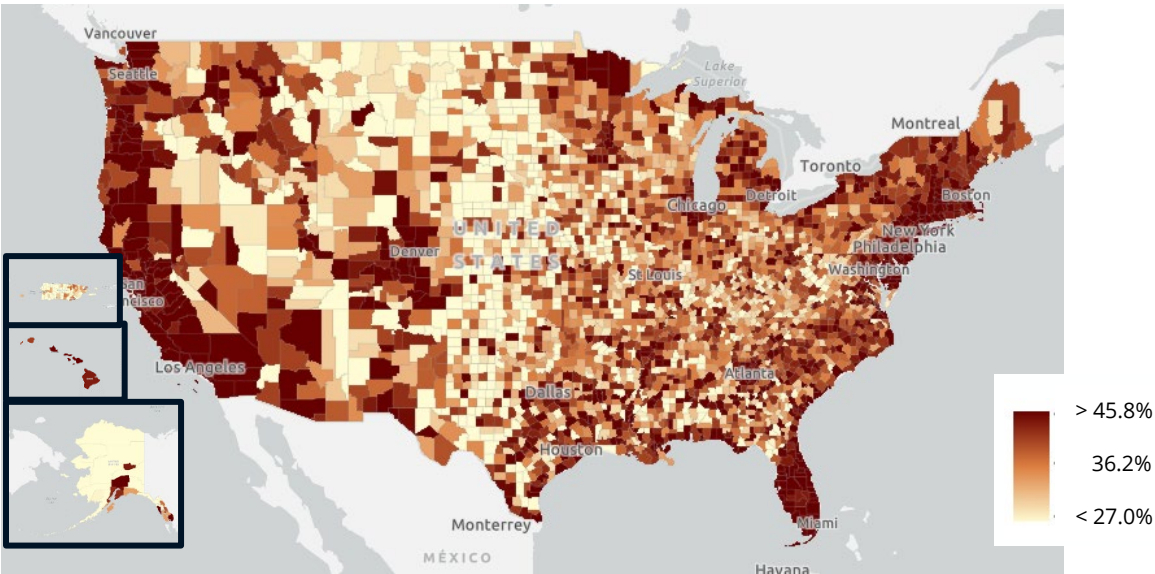 Vancouver
Seattle
Lake
Superior
Montreal
Toronto
Boston
Detroit
Chicago
New York
Philadelphia
UNITED
STATES
Denver
Washington
St Louis
San
ncisco
Los Angeles
Atlanta
Dallas
Houston
Miami
Monterrey
MÉXICO
Havana
> 45.8%
36.2%
< 27.0%